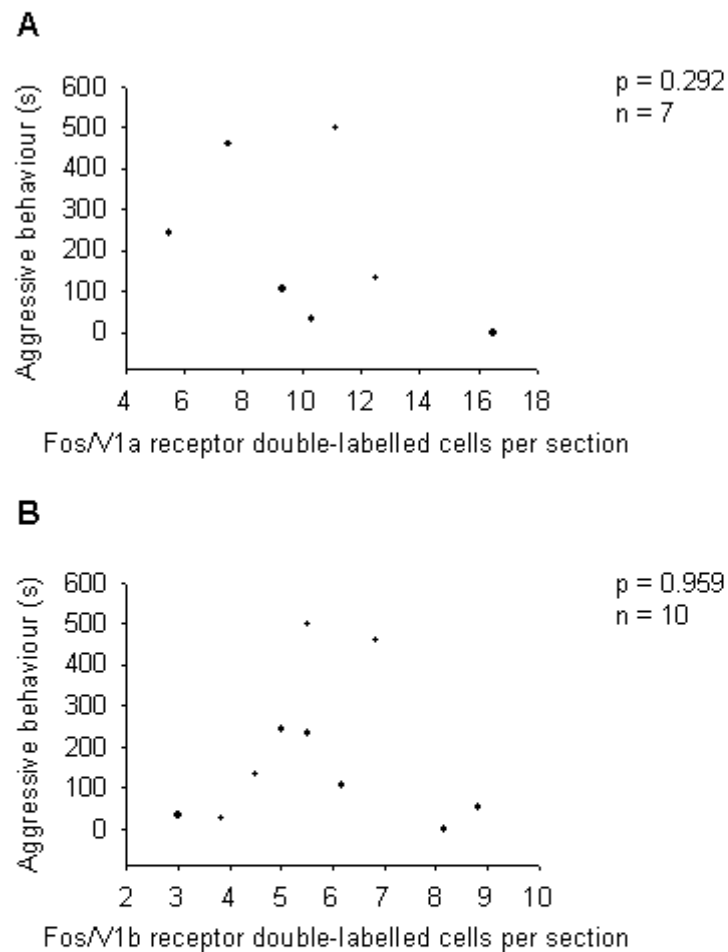 A
p = 0.292
n = 7
Aggressive behaviour (s)
600
500
400
300
200
100
0
4 6 8 10 12 14 16 18
Fos/V1a receptor double-labelled cells per section
B
p = 0.959
n = 10
Aggressive behaviour (s)
600
500
400
300
200
100
0
2 3 4 5 6 7 8 9 10
Fos/V1b receptor double-labelled cells per section